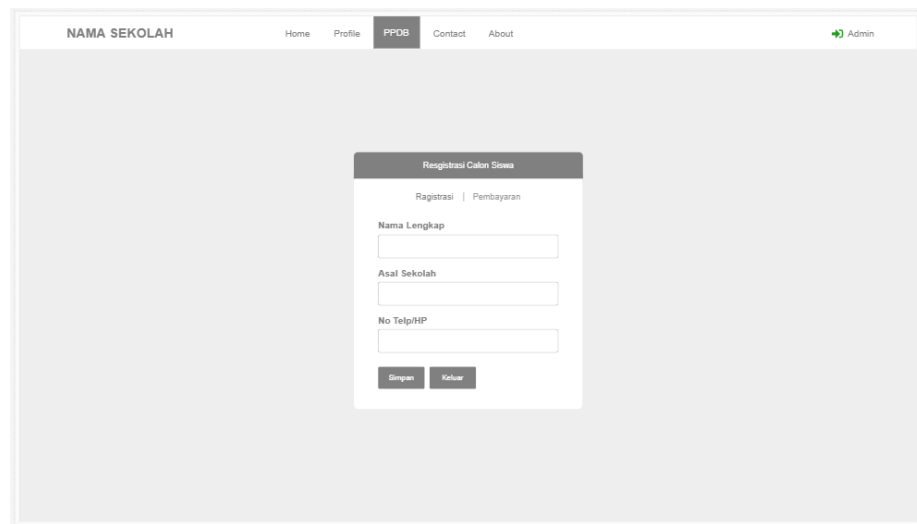 NAMA SEKOLAH Home Profile PPDB Contact About Admin
Resgistrasi Calon Siswa
Ragistrasi | Pembayaran
Nama Lengkap
Asal Sekolah
No Telp/HP
Simpan Keluar